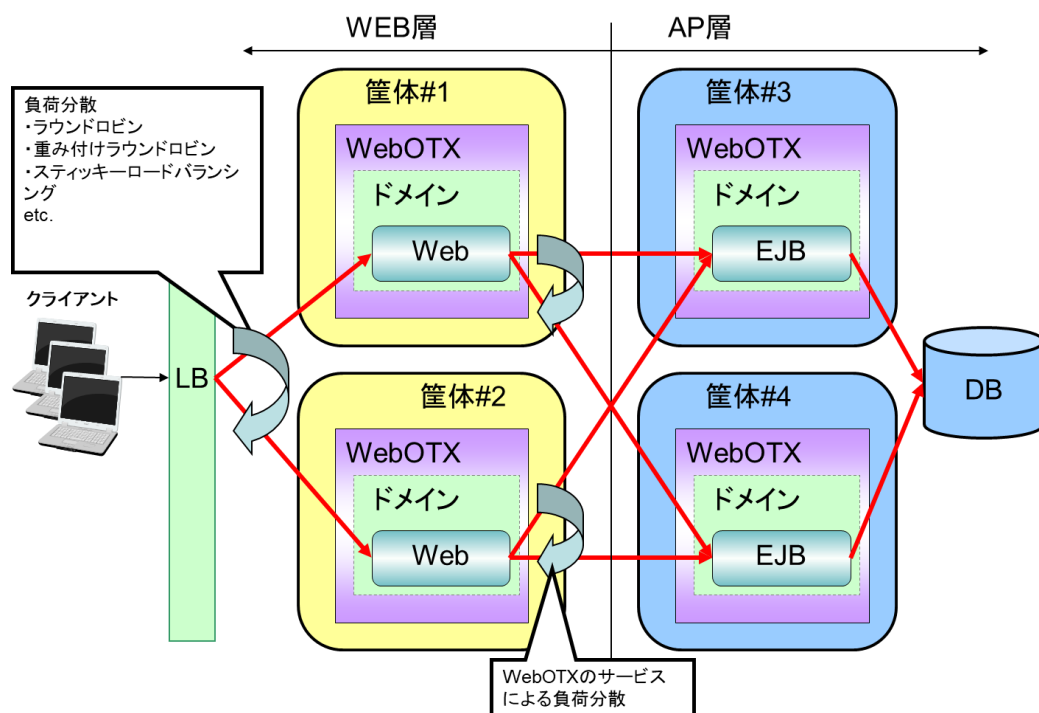 WEB層
AP層
負荷分散
・ラウンドロビン
・重み付けラウンドロビン
・スティッキーロードバランシ
ング
etc.
クライアント
LB
筐体#1
WebOTX
ドメイン
Web
筐体#2
WebOTX
ドメイン
Web
筐体#3
WebOTX
ドメイン
EJB
筐体#4
WebOTX
ドメイン
EJB
DB
WebOTXのサービス
による負荷分散